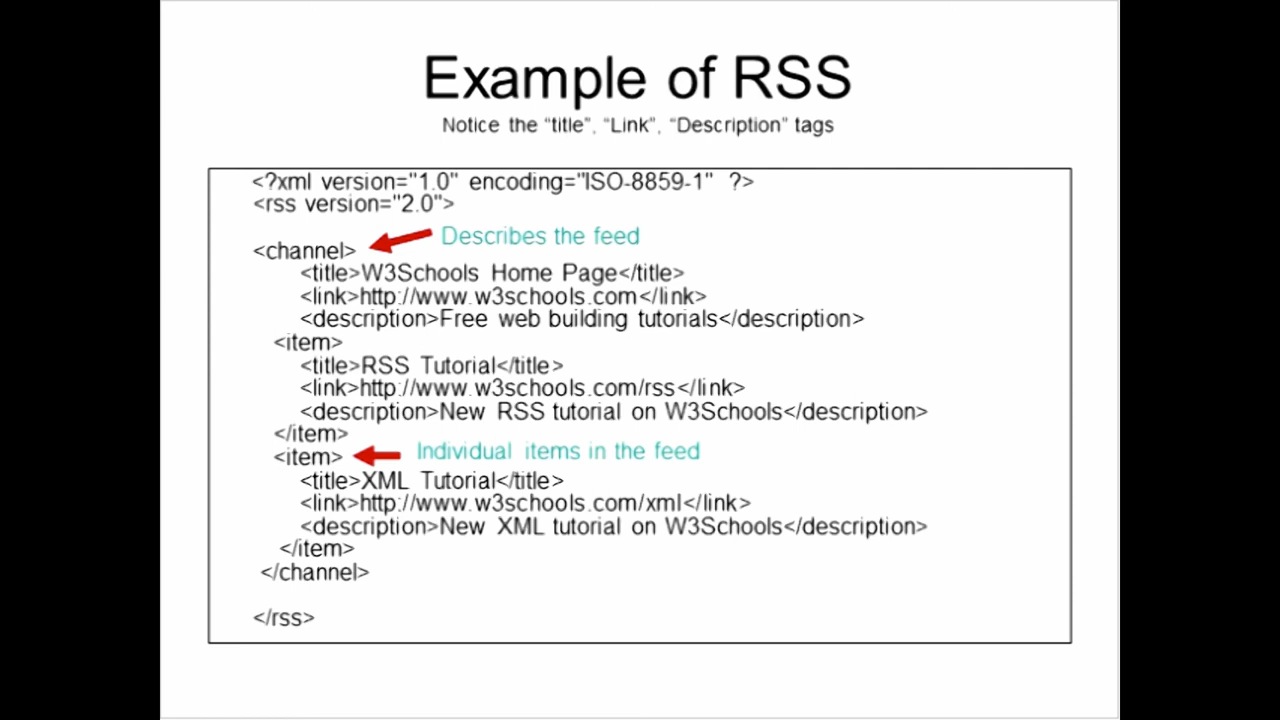 Example of RSS
Notice the “title”, “Link”, “Description” tags
<?xml version="1.0" encoding="ISO-8859-1" ?>
<rss version="2.0">
Describes the feed
<channel>
<title>W3Schools Home Page</title>
<link>http://www.w3schools.com</link>
<description>Free web building tutorials</description>
<item>
<title>RSS Tutorial</title>
<link>http://www.w3schools.com/rss</link>
<description>New RSS tutorial on W3Schools</description>
</item>
<item> Individual items in the feed
<title>XML Tutorial</title>
<link>http://www.w3schools.com/xml</link>
<description>New XML tutorial on W3Schools</description>
</item>
</channel>
</rss>